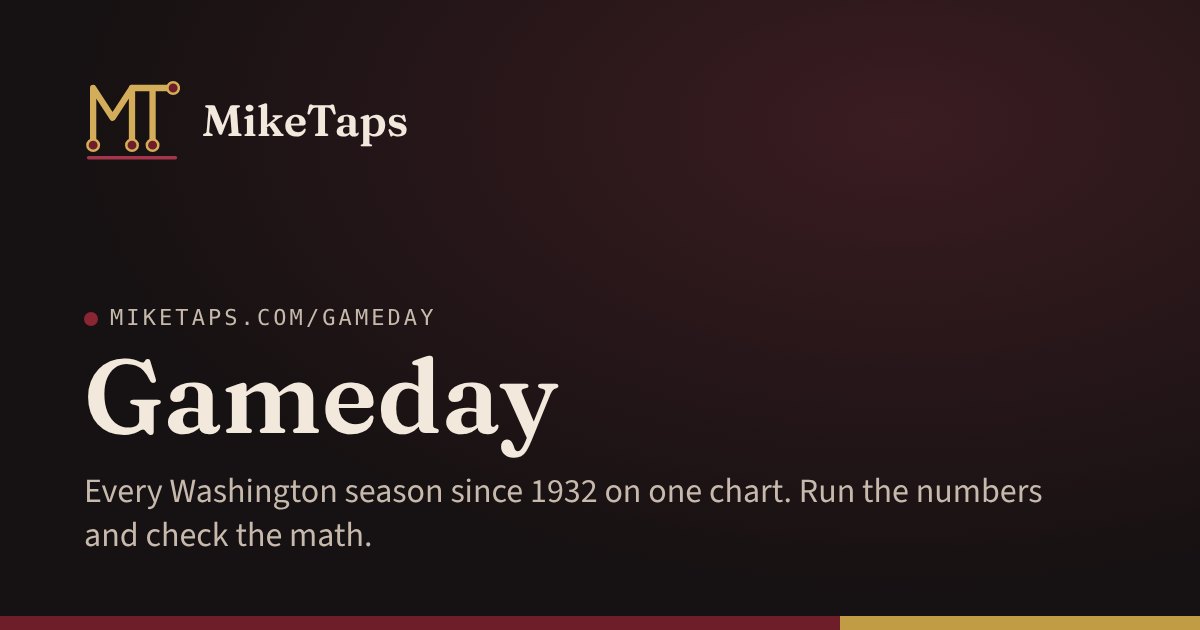 MT
MikeTaps
MIKETAPS.COM/GAMEDAY
Gameday
Every Washington season since 1932 on one chart. Run the numbers
and check the math.